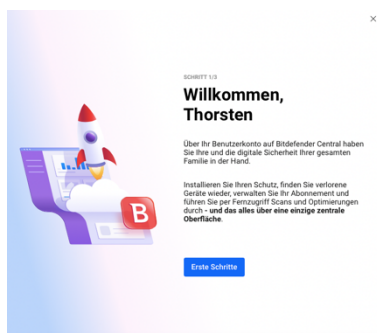 SCHRITT 1/3
Willkommen,
Thorsten
Über Ihr Benutzerkonto auf Bitdefender Central haben
Sie Ihre und die digitale Sicherheit Ihrer gesamten
Familie in der Hand.
Installieren Sie Ihren Schutz, finden Sie verlorene
Geräte wieder, verwalten Sie Ihr Abonnement und
führen Sie per Fernzugriff Scans und Optimierungen
durch - und das alles über eine einzige zentrale
Oberfläche.
B
Erste Schritte